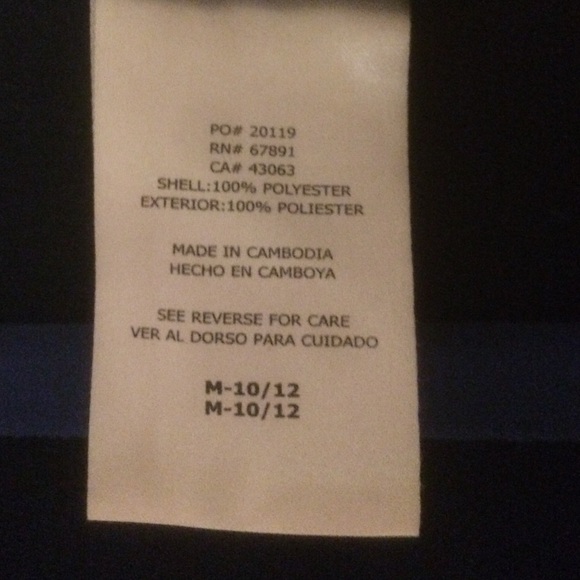 PO# 20119
RN# 67891
CA# 43063
SHELL:100% POLYESTER
EXTERIOR:100% POLIESTER
MADE IN CAMBODIA
HECHO EN CAMBOYA
SEE REVERSE FOR CARE
VER AL DORSO PARA CUIDADO
M-10/12
M-10/12